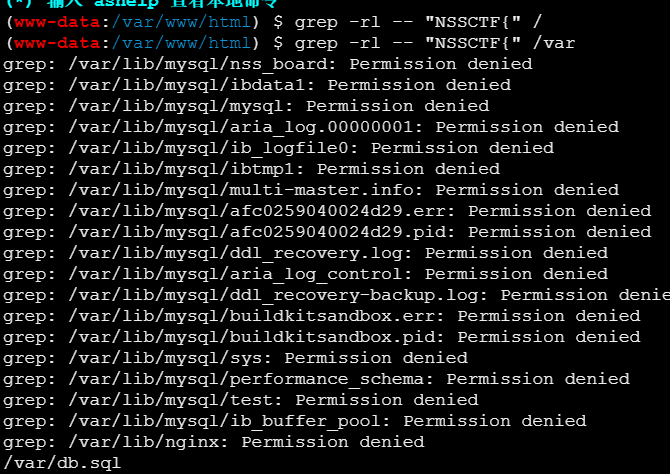 (*) 输入 ashelp 查看本地命令
(www-data:/var/www/html) $ grep -rl -- "NSSCTF{" /
(www-data:/var/www/html) $ grep -rl -- "NSSCTF{" /var
grep: /var/lib/mysql/nss_board: Permission denied
grep: /var/lib/mysql/ibdata1: Permission denied
grep: /var/lib/mysql/mysql: Permission denied
grep: /var/lib/mysql/aria_log.00000001: Permission denied
grep: /var/lib/mysql/ib_logfile0: Permission denied
grep: /var/lib/mysql/ibtmp1: Permission denied
grep: /var/lib/mysql/multi-master.info: Permission denied
grep: /var/lib/mysql/afc0259040024d29.err: Permission denied
grep: /var/lib/mysql/afc0259040024d29.pid: Permission denied
grep: /var/lib/mysql/ddl_recovery.log: Permission denied
grep: /var/lib/mysql/aria_log_control: Permission denied
grep: /var/lib/mysql/ddl_recovery-backup.log: Permission denie
grep: /var/lib/mysql/buildkitsandbox.err: Permission denied
grep: /var/lib/mysql/buildkitsandbox.pid: Permission denied
grep: /var/lib/mysql/sys: Permission denied
grep: /var/lib/mysql/performance_schema: Permission denied
grep: /var/lib/mysql/test: Permission denied
grep: /var/lib/mysql/ib_buffer_pool: Permission denied
grep: /var/lib/nginx: Permission denied
/var/db.sql